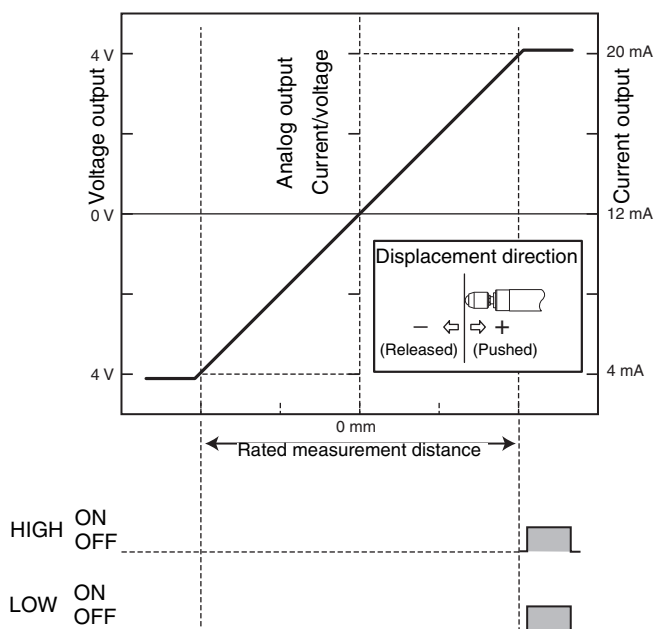 4 V
20 mA
Voltage output
Analog output
Current/voltage
Current output
0 V
12 mA
Displacement direction
− ⇦ ⇨ +
(Released) (Pushed)
4 V
4 mA
0 mm
Rated measurement distance
HIGH ON
OFF
LOW ON
OFF